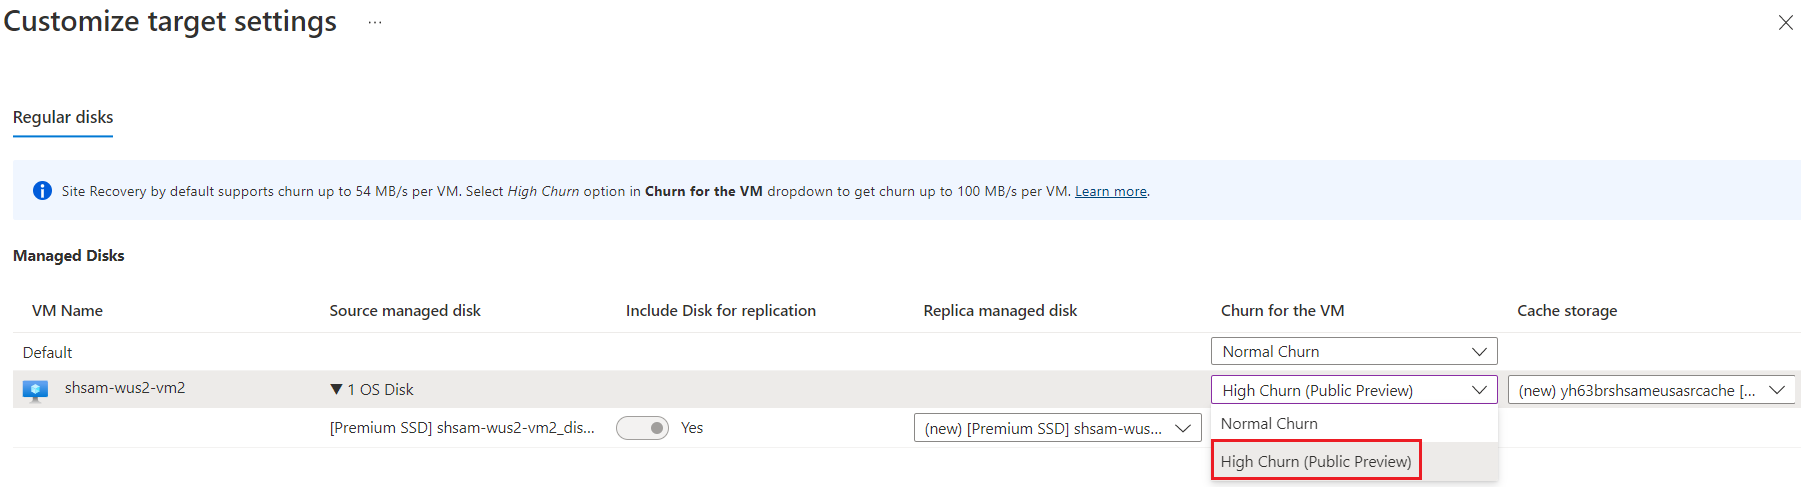 Customize target settings ...
Regular disks
Site Recovery by default supports churn up to 54 MB/s per VM. Select High Churn option in Churn for the VM dropdown to get churn up to 100 MB/s per VM. Learn more.
Managed Disks
VM Name Source managed disk Include Disk for replication Replica managed disk Churn for the VM Cache storage
Default Normal Churn
shsam-wus2-vm2 ▼ 1 OS Disk High Churn (Public Preview) (new) yh63brshsameusasrcache [...
[Premium SSD] shsam-wus2-vm2_dis... Yes (new) [Premium SSD] shsam-wus... Normal Churn
High Churn (Public Preview)